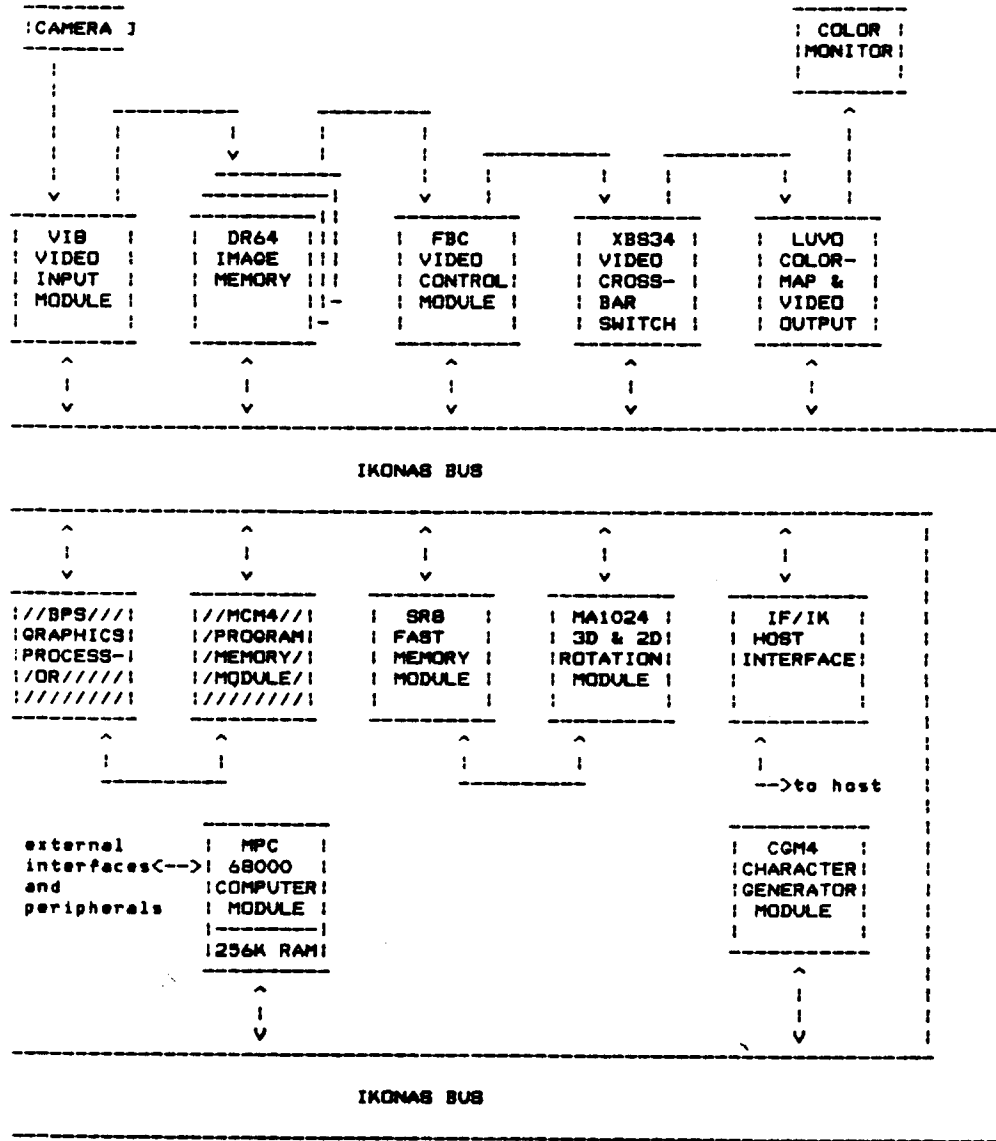 CAMERA ]
COLOR
MONITOR
VIB
VIDEO
INPUT
MODULE
DR64
IMAGE
MEMORY
FBC
VIDEO
CONTROL
MODULE
XBS34
VIDEO
CROSS-
BAR
SWITCH
LUVO
COLOR-
MAP &
VIDEO
OUTPUT
IKONAS BUS
//BPS///
GRAPHICS
PROCESS-
/OR/////
////////
//MCM4//
/PROGRAM
/MEMORY/
/MODULE/
////////
SR8
FAST
MEMORY
MODULE
MA1024
3D & 2D
ROTATION
MODULE
IF/IK
HOST
INTERFACE
-->to host
external
interfaces<-->
and
peripherals
MPC
68000
COMPUTER
MODULE
256K RAM
CGM4
CHARACTER
GENERATOR
MODULE
IKONAS BUS